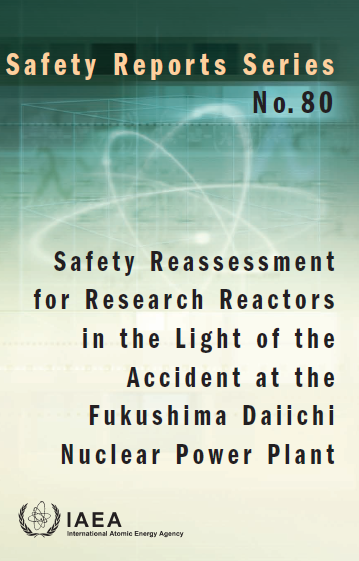 Safety Reports Series
No. 80
Safety Reassessment
for Research Reactors
in the Light of the
Accident at the
Fukushima Daiichi
Nuclear Power Plant
IAEA
International Atomic Energy Agency